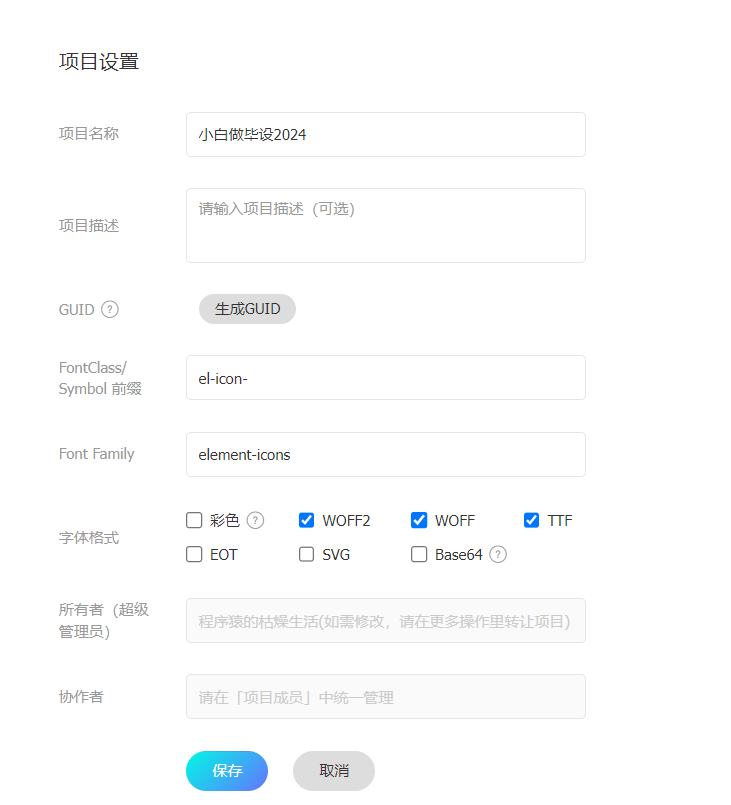 项目设置
项目名称
小白做毕设2024
项目描述
请输入项目描述（可选）
GUID ?
生成GUID
FontClass/
Symbol 前缀
el-icon-
Font Family
element-icons
字体格式
彩色 ? WOFF2 WOFF TTF
EOT SVG Base64 ?
所有者（超级
管理员）
程序猿的枯燥生活(如需修改，请在更多操作里转让项目)
协作者
请在「项目成员」中统一管理
保存 取消